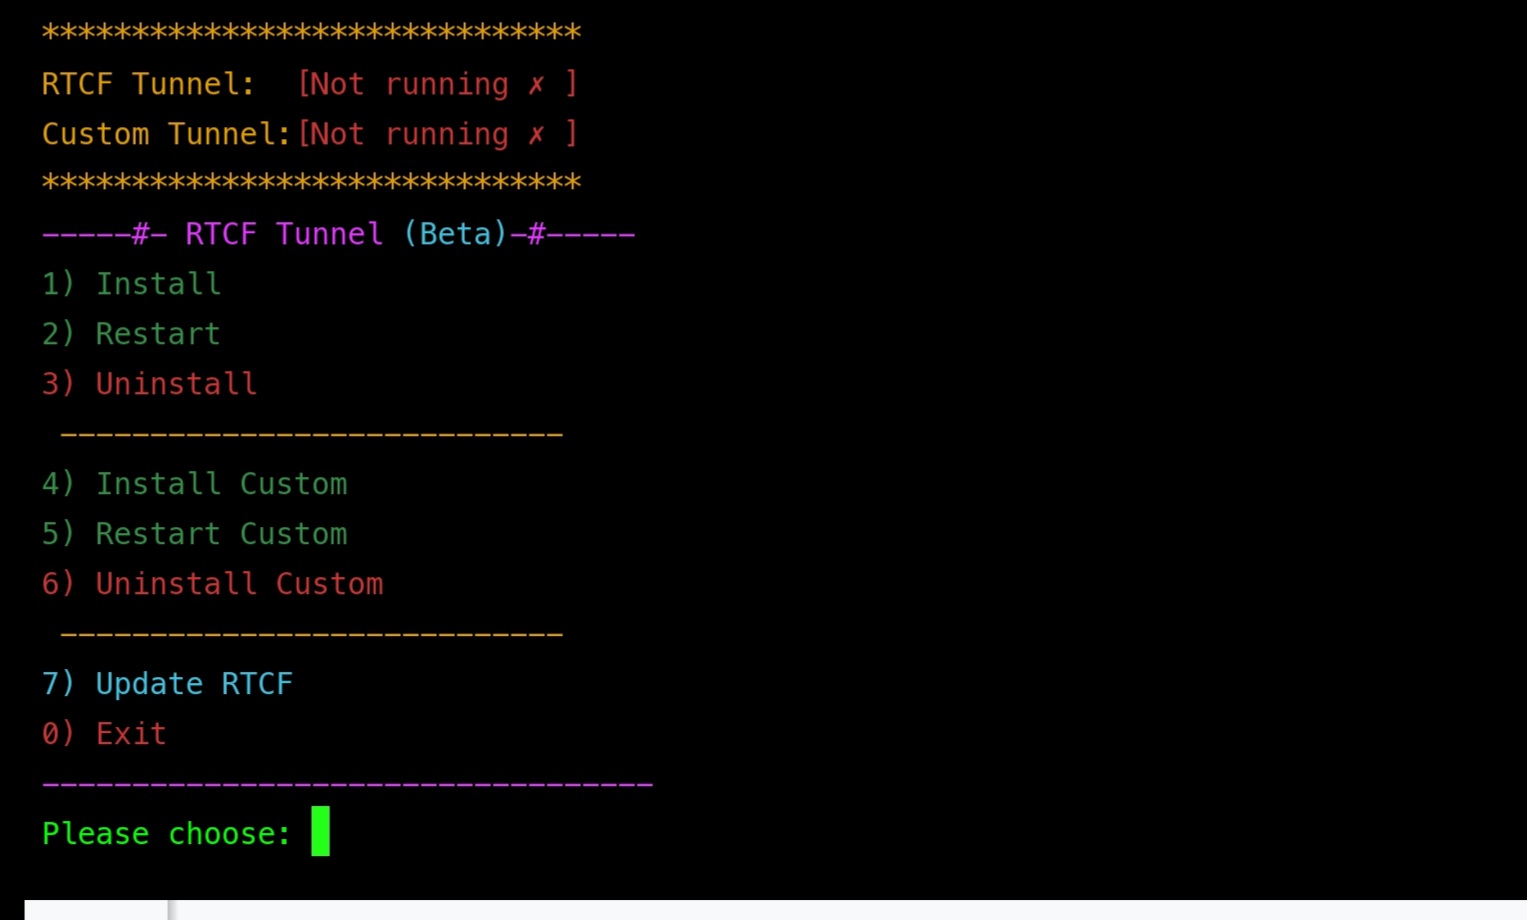 ******************************
RTCF Tunnel:  [Not running ✗ ]
Custom Tunnel:[Not running ✗ ]
******************************
—————#— RTCF Tunnel (Beta)—#—————
1) Install
2) Restart
3) Uninstall
————————————————————————————
4) Install Custom
5) Restart Custom
6) Uninstall Custom
————————————————————————————
7) Update RTCF
0) Exit
——————————————————————————————————
Please choose: